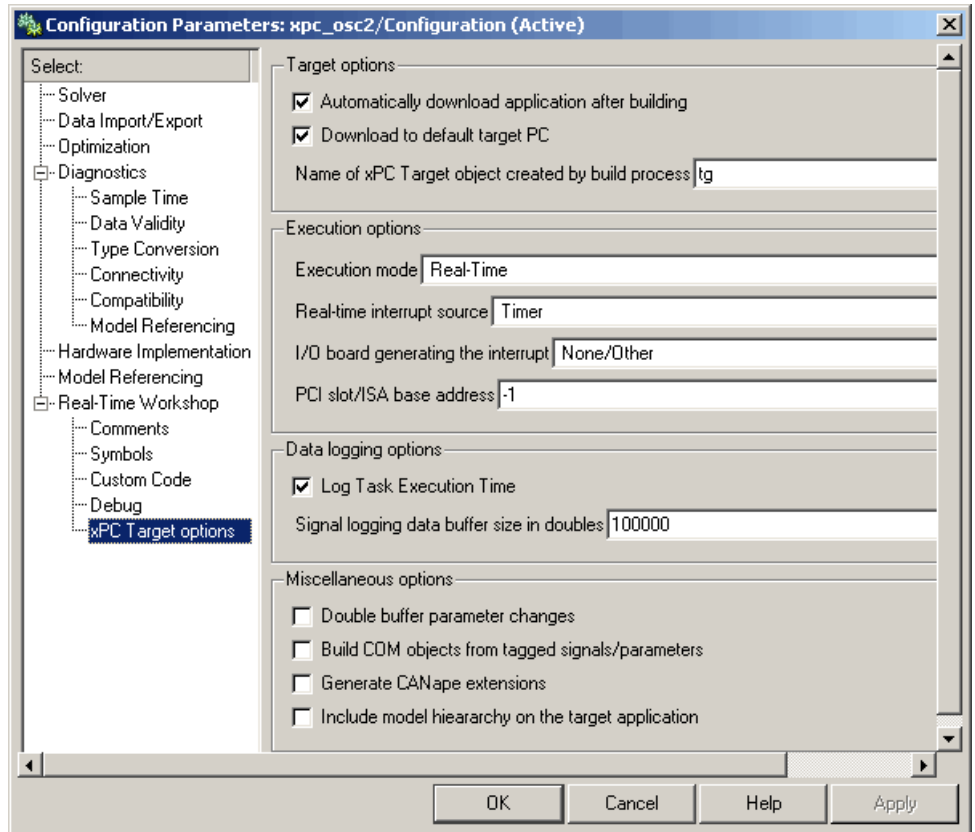 Configuration Parameters: xpc_osc2/Configuration (Active)
Select:
Solver
Data Import/Export
Optimization
Diagnostics
Sample Time
Data Validity
Type Conversion
Connectivity
Compatibility
Model Referencing
Hardware Implementation
Model Referencing
Real-Time Workshop
Comments
Symbols
Custom Code
Debug
xPC Target options
Target options
Automatically download application after building
Download to default target PC
Name of xPC Target object created by build process tg
Execution options
Execution mode Real-Time
Real-time interrupt source Timer
I/O board generating the interrupt None/Other
PCI slot/ISA base address -1
Data logging options
Log Task Execution Time
Signal logging data buffer size in doubles 100000
Miscellaneous options
Double buffer parameter changes
Build COM objects from tagged signals/parameters
Generate CANape extensions
Include model hieararchy on the target application
OK Cancel Help Apply